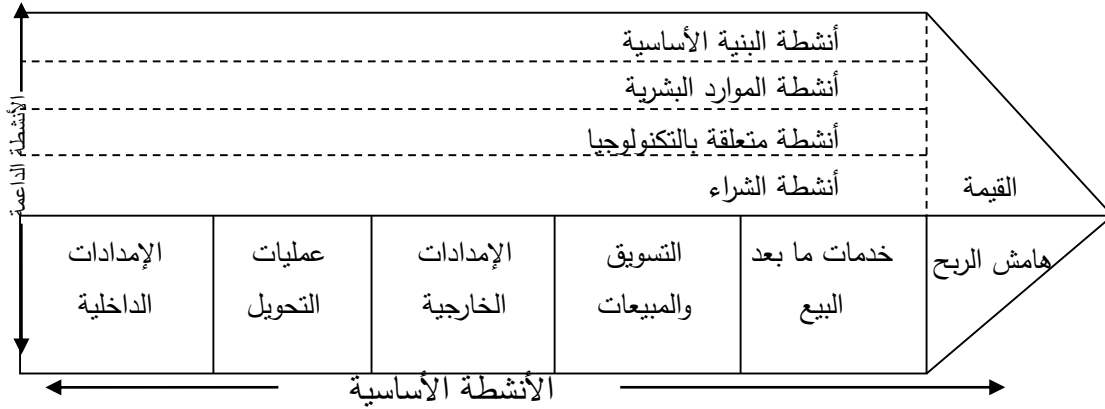 أنشطة البنية الأساسية
أنشطة الموارد البشرية
أنشطة متعلقة بالتكنولوجيا
أنشطة الشراء
الأنشطة الداعمة
القيمة
هامش الربح
خدمات ما بعد
البيع
التسويق
والمبيعات
الإمدادات
الخارجية
عمليات
التحويل
الإمدادات
الداخلية
الأنشطة الأساسية